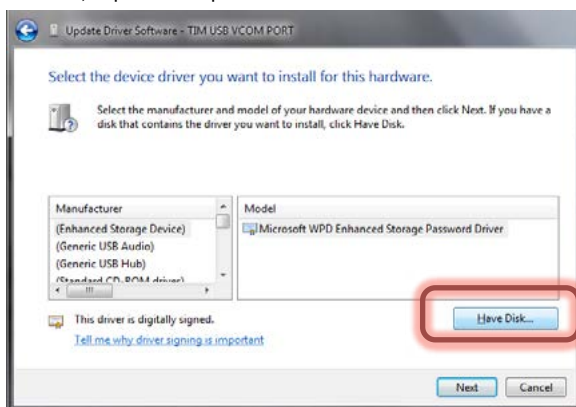 Update Driver Software - TIM USB VCOM PORT
Select the device driver you want to install for this hardware.
Select the manufacturer and model of your hardware device and then click Next. If you have a
disk that contains the driver you want to install, click Have Disk.
Manufacturer
(Enhanced Storage Device)
(Generic USB Audio)
(Generic USB Hub)
(Standard CD-ROM driver)
Model
Microsoft WPD Enhanced Storage Password Driver
This driver is digitally signed.
Tell me why driver signing is important
Have Disk...
Next
Cancel